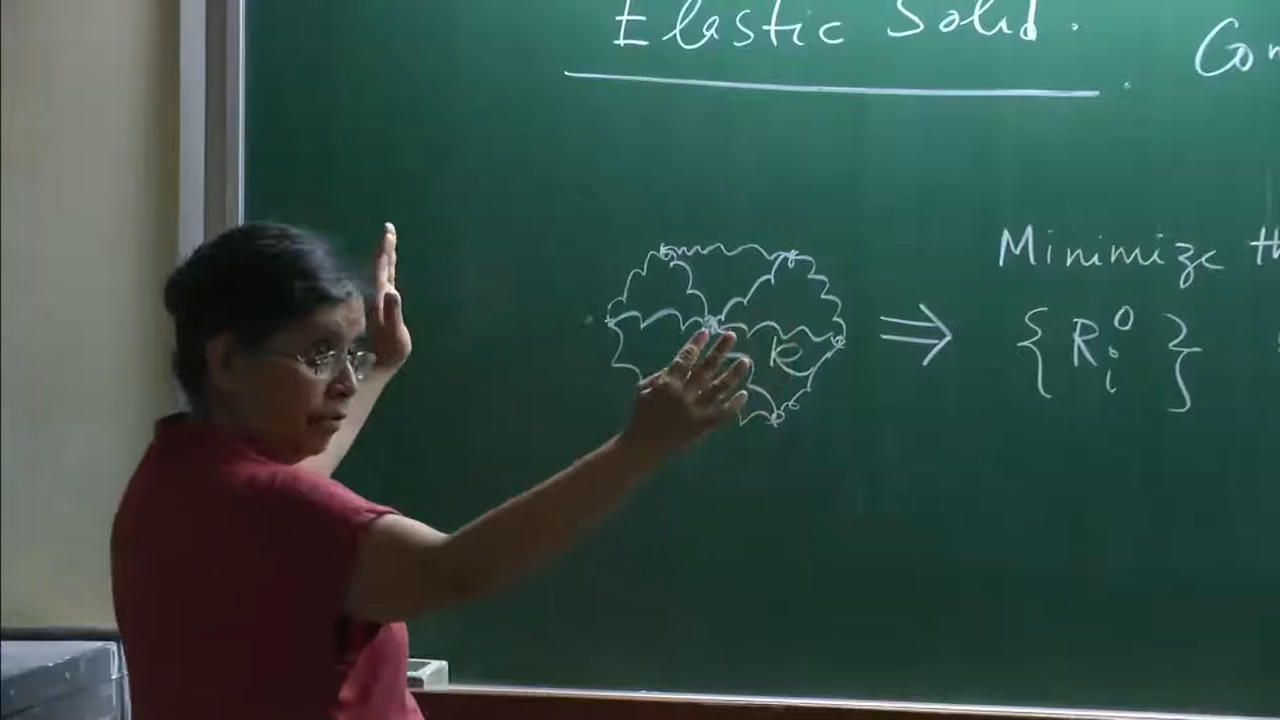 Elastic Solid.
Minimize
k
{ R_i^0 }